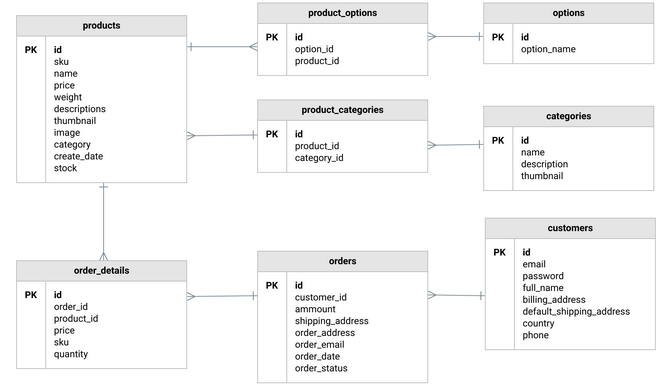 products
PK id
sku
name
price
weight
descriptions
thumbnail
image
category
create_date
stock
product_options
PK id
option_id
product_id
options
PK id
option_name
product_categories
PK id
product_id
category_id
categories
PK id
name
description
thumbnail
order_details
PK id
order_id
product_id
price
sku
quantity
orders
PK id
customer_id
ammount
shipping_address
order_address
order_email
order_date
order_status
customers
PK id
email
password
full_name
billing_address
default_shipping_address
country
phone